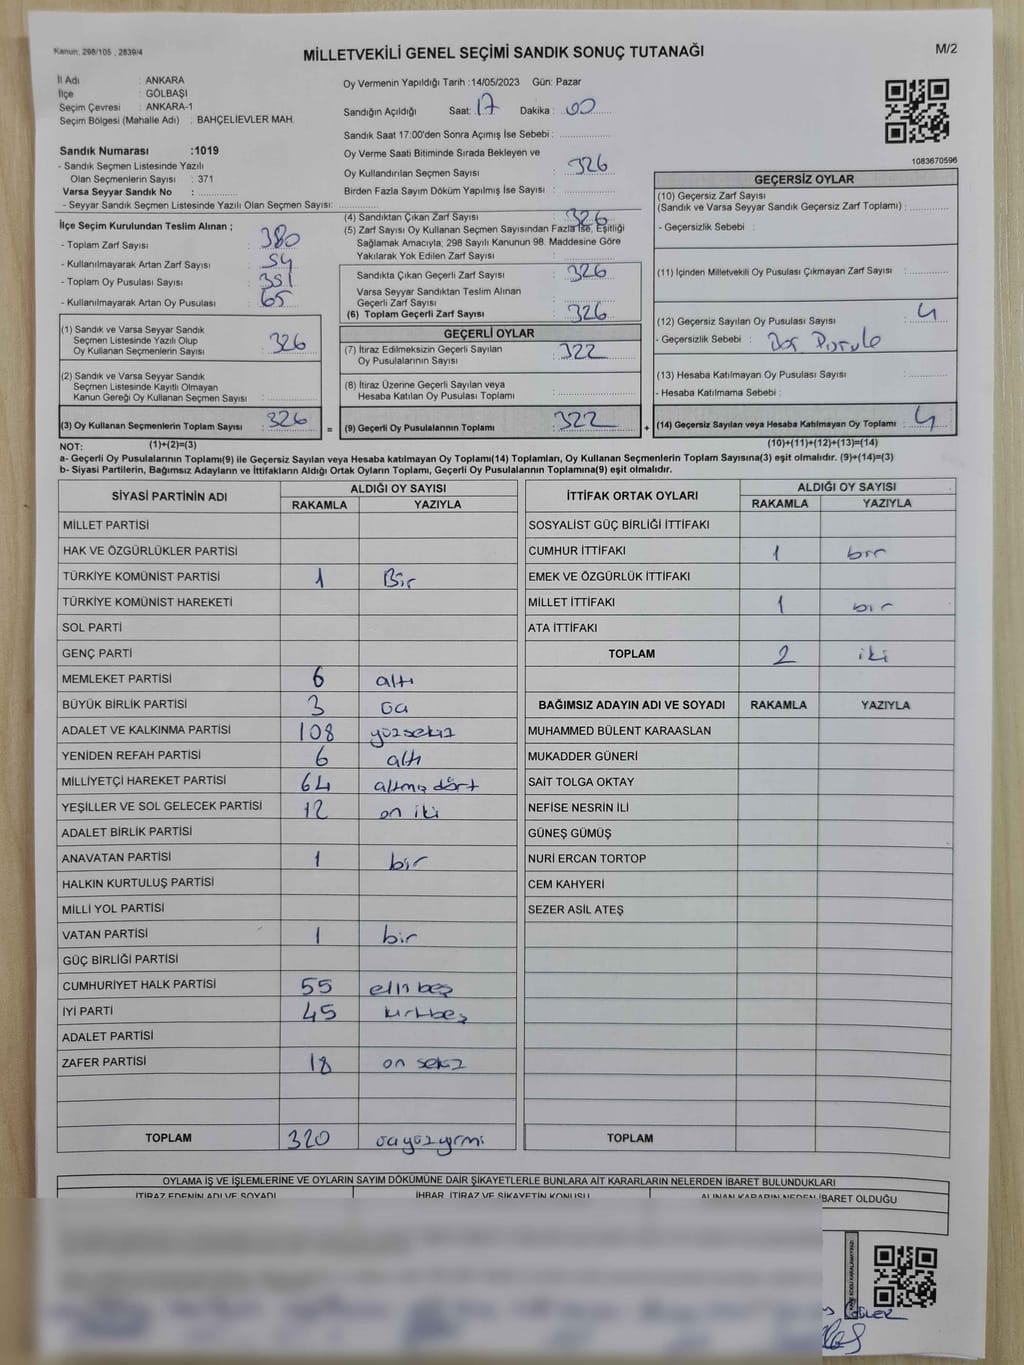 Kanun: 298/105 , 2839/4
MİLLETVEKİLİ GENEL SEÇİMİ SANDIK SONUÇ TUTANAĞI
M/2
İl Adı : ANKARA
İlçe : GÖLBAŞI
Seçim Çevresi : ANKARA-1
Seçim Bölgesi (Mahalle Adı) : BAHÇELİEVLER MAH.
Sandık Numarası :1019
- Sandık Seçmen Listesinde Yazılı
Olan Seçmenlerin Sayısı : 371
Varsa Seyyar Sandık No :
- Seyyar Sandık Seçmen Listesinde Yazılı Olan Seçmen Sayısı:
Oy Vermenin Yapıldığı Tarih :14/05/2023 Gün: Pazar
Sandığın Açıldığı Saat: 17 Dakika : 00
Sandık Saat 17:00'den Sonra Açımış İse Sebebi :
Oy Verme Saati Bitiminde Sırada Bekleyen ve
Oy Kullandırılan Seçmen Sayısı : 326
Birden Fazla Sayım Döküm Yapılmış İse Sayısı :
1083670596
İlçe Seçim Kurulundan Teslim Alınan ;
- Toplam Zarf Sayısı : 380
- Kullanılmayarak Artan Zarf Sayısı : 54
- Toplam Oy Pusulası Sayısı : 391
- Kullanılmayarak Artan Oy Pusulası : 65
(1) Sandık ve Varsa Seyyar Sandık
Seçmen Listesinde Yazılı Olup
Oy Kullanan Seçmenlerin Sayısı : 326
(2) Sandık ve Varsa Seyyar Sandık
Seçmen Listesinde Kayıtlı Olmayan
Kanun Gereği Oy Kullanan Seçmen Sayısı :
(3) Oy Kullanan Seçmenlerin Toplam Sayısı : 326 =
(4) Sandıktan Çıkan Zarf Sayısı : 326
(5) Zarf Sayısı Oy Kullanan Seçmen Sayısından Fazla İse, Eşitliği
Sağlamak Amacıyla; 298 Sayılı Kanunun 98. Maddesine Göre
Yakılarak Yok Edilen Zarf Sayısı :
Sandıkta Çıkan Geçerli Zarf Sayısı : 326
Varsa Seyyar Sandıktan Teslim Alınan
Geçerli Zarf Sayısı :
(6) Toplam Geçerli Zarf Sayısı : 326
GEÇERLİ OYLAR
(7) İtiraz Edilmeksizin Geçerli Sayılan
Oy Pusulalarının Sayısı : 322
(8) İtiraz Üzerine Geçerli Sayılan veya
Hesaba Katılan Oy Pusulası Toplamı :
(9) Geçerli Oy Pusulalarının Toplamı : 322 +
GEÇERSİZ OYLAR
(10) Geçersiz Zarf Sayısı
(Sandık ve Varsa Seyyar Sandık Geçersiz Zarf Toplamı) :
- Geçersizlik Sebebi :
(11) İçinden Milletvekili Oy Pusulası Çıkmayan Zarf Sayısı :
(12) Geçersiz Sayılan Oy Pusulası Sayısı : 4
- Geçersizlik Sebebi : Boş Pusula
(13) Hesaba Katılmayan Oy Pusulası Sayısı :
- Hesaba Katılmama Sebebi :
(14) Geçersiz Sayılan veya Hesaba Katılmayan Oy Toplamı : 4
NOT: (1)+(2)=(3) (10)+(11)+(12)+(13)=(14)
a- Geçerli Oy Pusulalarının Toplamı(9) ile Geçersiz Sayılan veya Hesaba Katılmayan Oy Toplamı(14) Toplamları, Oy Kullanan Seçmenlerin Toplam Sayısına(3) eşit olmalıdır. (9)+(14)=(3)
b- Siyasi Partilerin, Bağımsız Adayların ve İttifakların Aldığı Ortak Oyların Toplamı, Geçerli Oy Pusulalarının Toplamına(9) eşit olmalıdır.
SİYASİ PARTİNİN ADI ALDIĞI OY SAYISI
RAKAMLA YAZIYLA
MİLLET PARTİSİ
HAK VE ÖZGÜRLÜKLER PARTİSİ
TÜRKİYE KOMÜNİST PARTİSİ 1 Bir
TÜRKİYE KOMÜNİST HAREKETİ
SOL PARTİ
GENÇ PARTİ
MEMLEKET PARTİSİ 6 altı
BÜYÜK BİRLİK PARTİSİ 3 üç
ADALET VE KALKINMA PARTİSİ 108 yüzsekiz
YENİDEN REFAH PARTİSİ 6 altı
MİLLİYETÇİ HAREKET PARTİSİ 64 altmış dört
YEŞİLLER VE SOL GELECEK PARTİSİ 12 on iki
ADALET BİRLİK PARTİSİ
ANAVATAN PARTİSİ 1 bir
HALKIN KURTULUŞ PARTİSİ
MİLLİ YOL PARTİSİ
VATAN PARTİSİ 1 bir
GÜÇ BİRLİĞİ PARTİSİ
CUMHURİYET HALK PARTİSİ 55 elli beş
İYİ PARTİ 45 kırkbeş
ADALET PARTİSİ
ZAFER PARTİSİ 18 on sekiz
TOPLAM 320 üçyüzyirmi
İTTİFAK ORTAK OYLARI ALDIĞI OY SAYISI
RAKAMLA YAZIYLA
SOSYALİST GÜÇ BİRLİĞİ İTTİFAKI
CUMHUR İTTİFAKI 1 bir
EMEK VE ÖZGÜRLÜK İTTİFAKI
MİLLET İTTİFAKI 1 bir
ATA İTTİFAKI
TOPLAM 2 iki
BAĞIMSIZ ADAYIN ADI VE SOYADI RAKAMLA YAZIYLA
MUHAMMED BÜLENT KARAASLAN
MUKADDER GÜNERİ
SAİT TOLGA OKTAY
NEFİSE NESRİN İLİ
GÜNEŞ GÜMÜŞ
NURİ ERCAN TORTOP
CEM KAHYERİ
SEZER ASİL ATEŞ
TOPLAM
OYLAMA İŞ VE İŞLEMLERİNE VE OYLARIN SAYIM DÖKÜMÜNE DAİR ŞİKAYETLERLE BUNLARA AİT KARARLARIN NELERDEN İBARET BULUNDUKLARI
İTİRAZ EDENİN ADI VE SOYADI İHBAR, İTİRAZ VE ŞİKAYETİN KONUSU ALINAN KARARIN NEDEN İBARET OLDUĞU